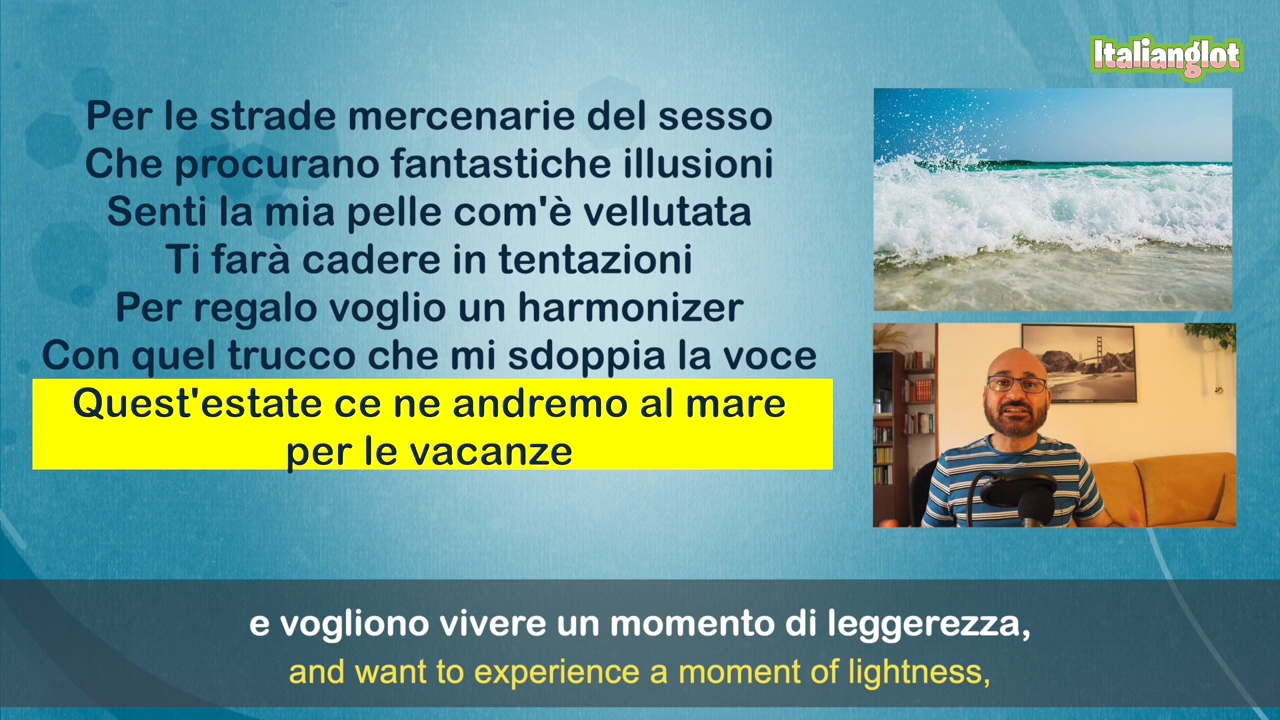 Italianglot
Per le strade mercenarie del sesso
Che procurano fantastiche illusioni
Senti la mia pelle com'è vellutata
Ti farà cadere in tentazioni
Per regalo voglio un harmonizer
Con quel trucco che mi sdoppia la voce
Quest'estate ce ne andremo al mare
per le vacanze
e vogliono vivere un momento di leggerezza,
and want to experience a moment of lightness,